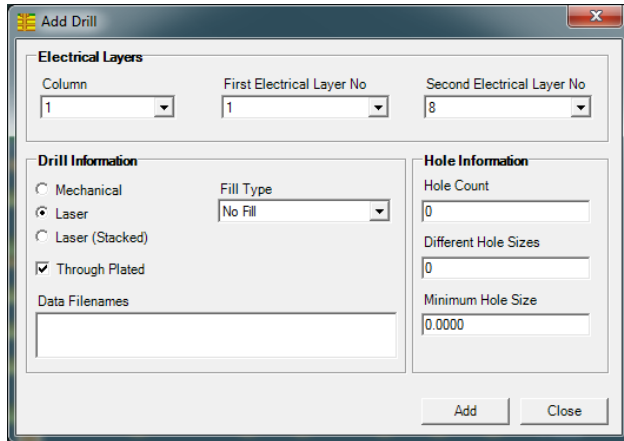 Add Drill
Electrical Layers
Column
First Electrical Layer No
Second Electrical Layer No
1
1
8
Drill Information
Mechanical
Laser
Laser (Stacked)
Through Plated
Fill Type
No Fill
Data Filenames
Hole Information
Hole Count
0
Different Hole Sizes
0
Minimum Hole Size
0.0000
Add
Close